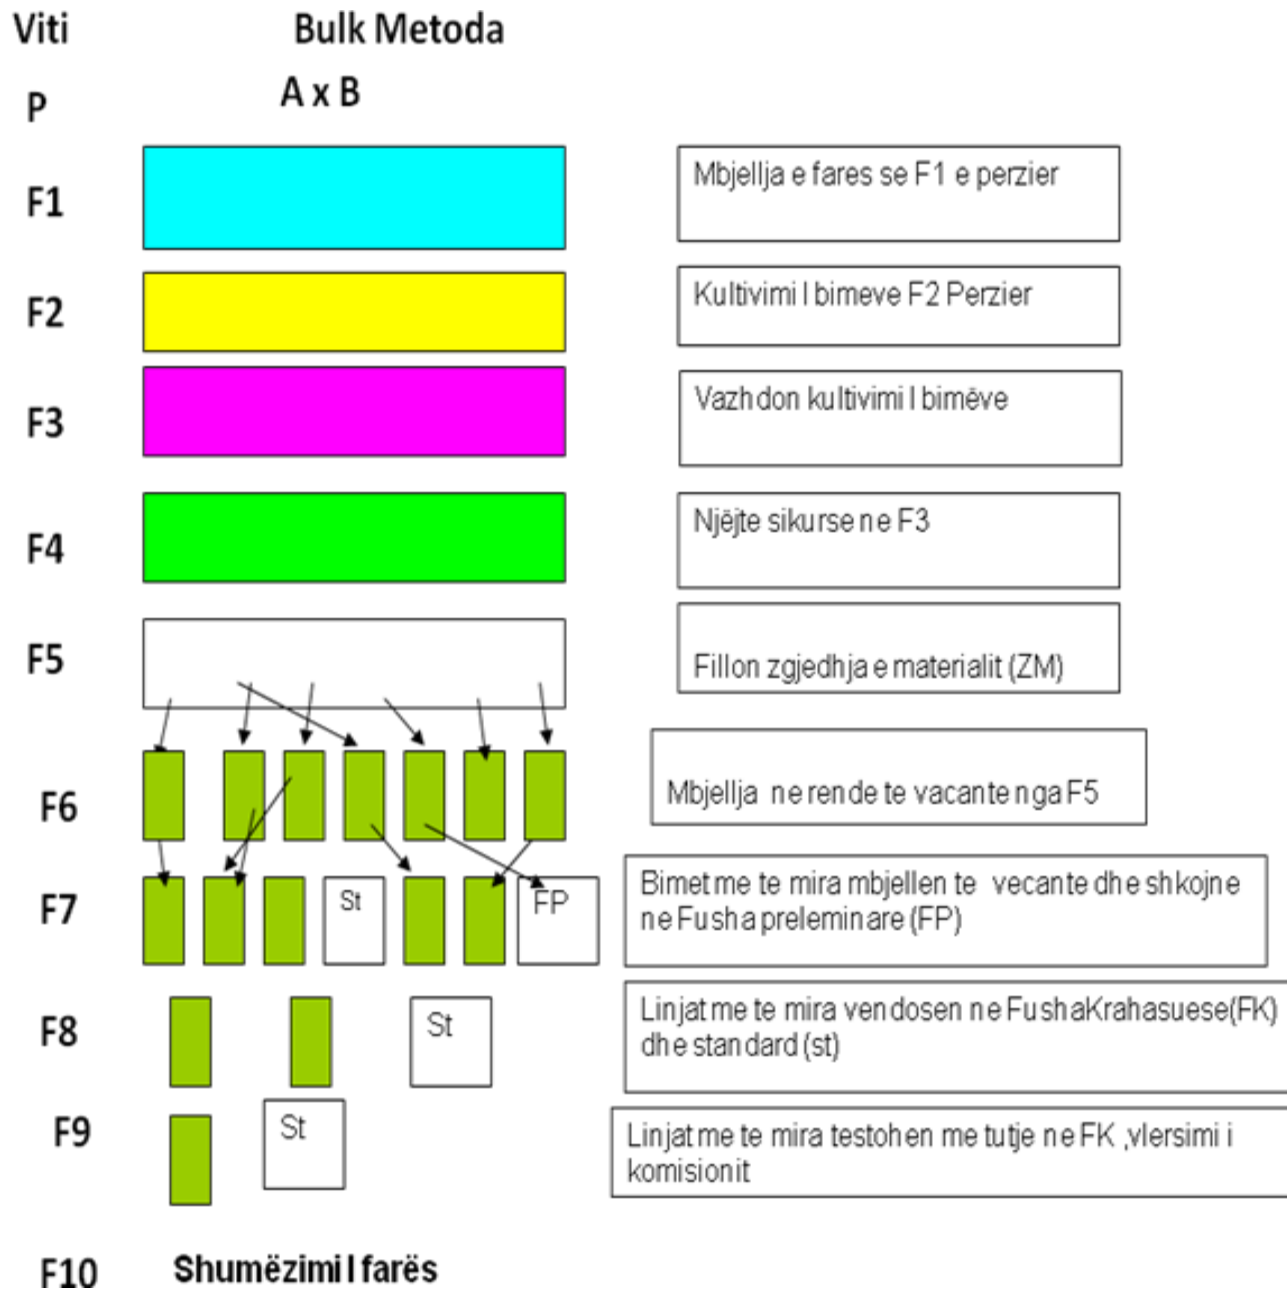 Viti Bulk Metoda
P A x B
F1 Mbjellja e fares se F1 e perzier
F2 Kultivimi I bimeve F2 Perzier
F3 Vazhdon kultivimi I bimëve
F4 Njëjte sikurse ne F3
F5 Fillon zgjedhja e materialit (ZM)
F6 Mbjellja ne rende te vacante nga F5
F7 St FP Bimet me te mira mbjellen te vecante dhe shkojne
ne Fusha preleminare (FP)
F8 St Linjat me te mira vendosen ne FushaKrahasuese(FK)
dhe standard (st)
F9 St Linjat me te mira testohen me tutje ne FK ,vlersimi i
komisionit
F10 Shumëzimi I farës